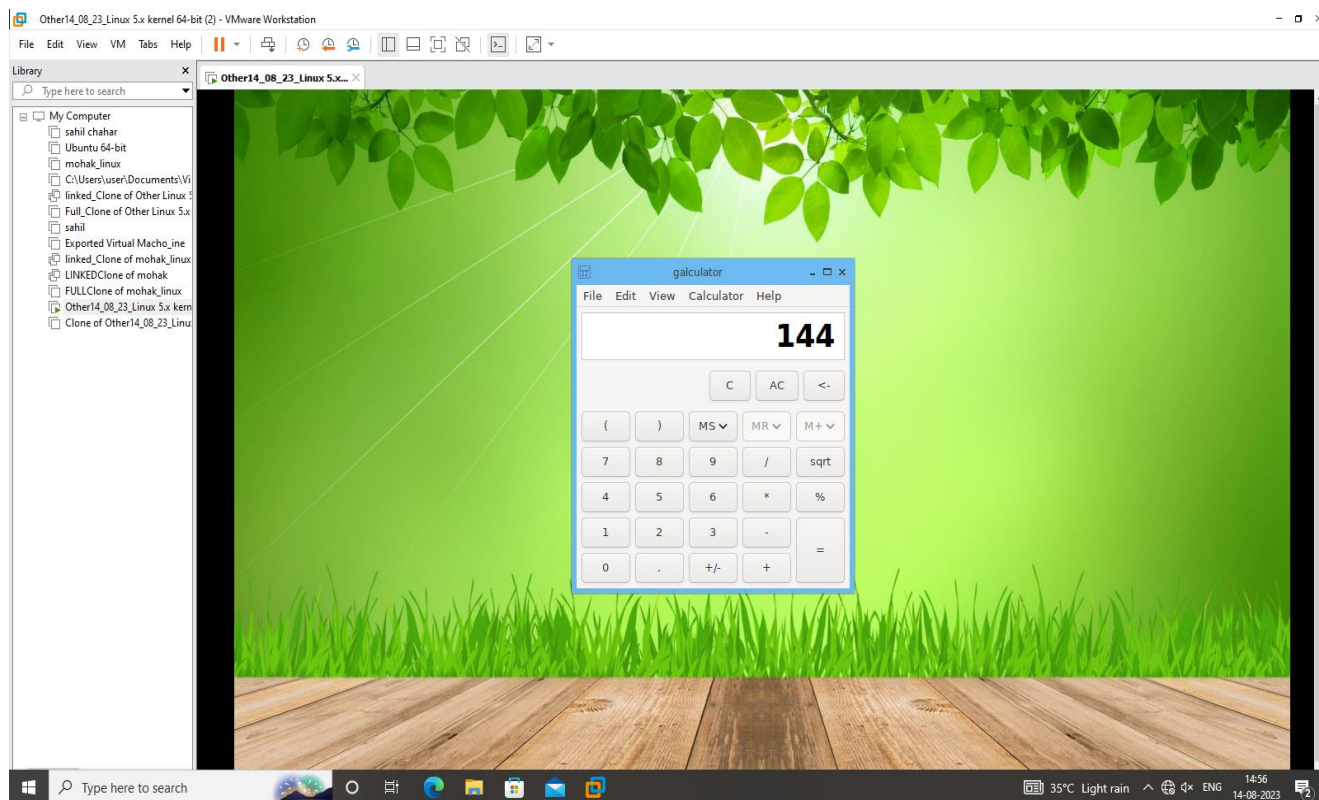 Other14_08_23_Linux 5.x kernel 64-bit (2) - VMware Workstation
File Edit View VM Tabs Help
Library
Other14_08_23_Linux 5.x...
Type here to search
My Computer
sahil chahar
Ubuntu 64-bit
mohak_linux
C:\Users\user\Documents\Vi
linked_Clone of Other Linux 5
Full_Clone of Other Linux 5.x
sahil
Exported Virtual Macho_ine
linked_Clone of mohak_linux
LINKEDClone of mohak
FULLClone of mohak_linux
Other14_08_23_Linux 5.x kern
Clone of Other14_08_23_Linu
galculator
File Edit View Calculator Help
144
C AC <-
( ) MS MR M+
7 8 9 / sqrt
4 5 6 * %
1 2 3 -
=
0 . +/- +
Type here to search
35°C Light rain ENG
14:56
14-08-2023
2